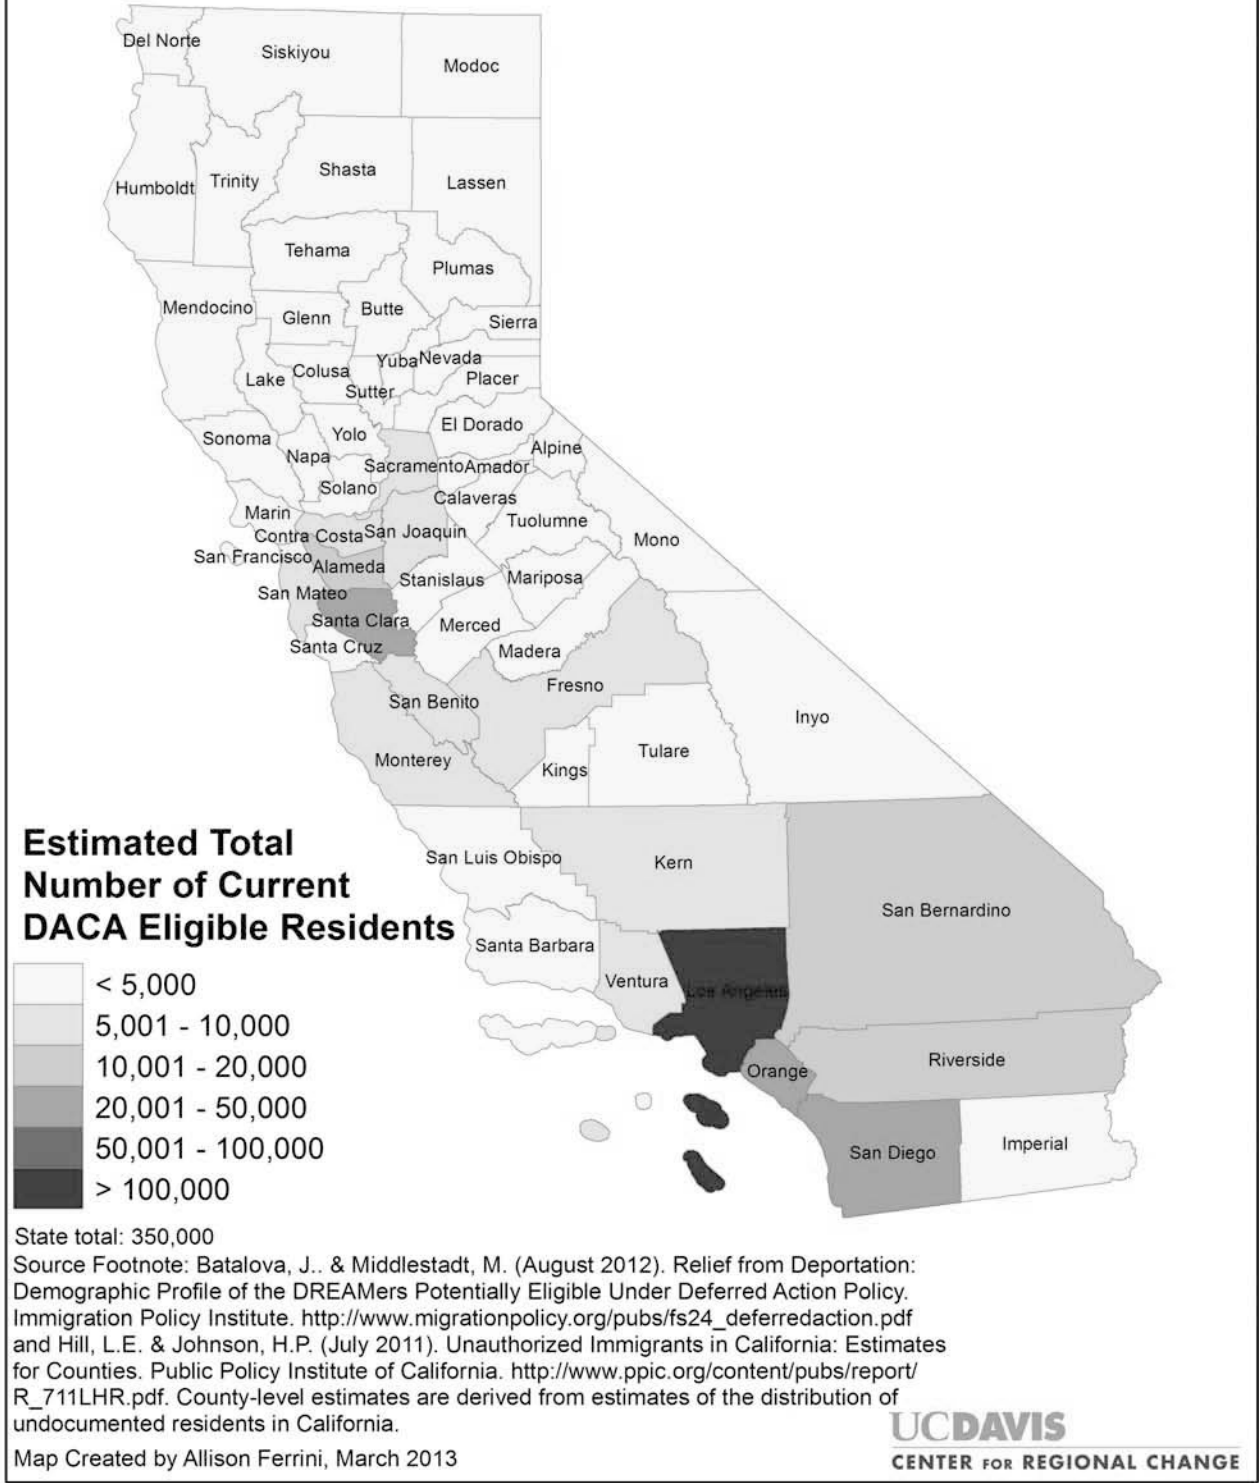 Del Norte
Siskiyou
Modoc
Humboldt
Trinity
Shasta
Lassen
Tehama
Plumas
Mendocino
Glenn
Butte
Sierra
Lake
Colusa
Sutter
Yuba
Nevada
Placer
Sonoma
Napa
Yolo
El Dorado
Alpine
Solano
Sacramento
Amador
Calaveras
Marin
Contra Costa
San Joaquin
Tuolumne
Mono
San Francisco
Alameda
Stanislaus
Mariposa
San Mateo
Santa Clara
Merced
Santa Cruz
Madera
Fresno
San Benito
Inyo
Monterey
Kings
Tulare
San Luis Obispo
Kern
San Bernardino
Santa Barbara
Ventura
Los Angeles
Orange
Riverside
San Diego
Imperial
Estimated Total
Number of Current
DACA Eligible Residents
< 5,000
5,001 - 10,000
10,001 - 20,000
20,001 - 50,000
50,001 - 100,000
> 100,000
State total: 350,000
Source Footnote: Batalova, J.. & Middlestadt, M. (August 2012). Relief from Deportation:
Demographic Profile of the DREAMers Potentially Eligible Under Deferred Action Policy.
Immigration Policy Institute. http://www.migrationpolicy.org/pubs/fs24_deferredaction.pdf
and Hill, L.E. & Johnson, H.P. (July 2011). Unauthorized Immigrants in California: Estimates
for Counties. Public Policy Institute of California. http://www.ppic.org/content/pubs/report/
R_711LHR.pdf. County-level estimates are derived from estimates of the distribution of
undocumented residents in California.
Map Created by Allison Ferrini, March 2013
UCDAVIS
CENTER FOR REGIONAL CHANGE